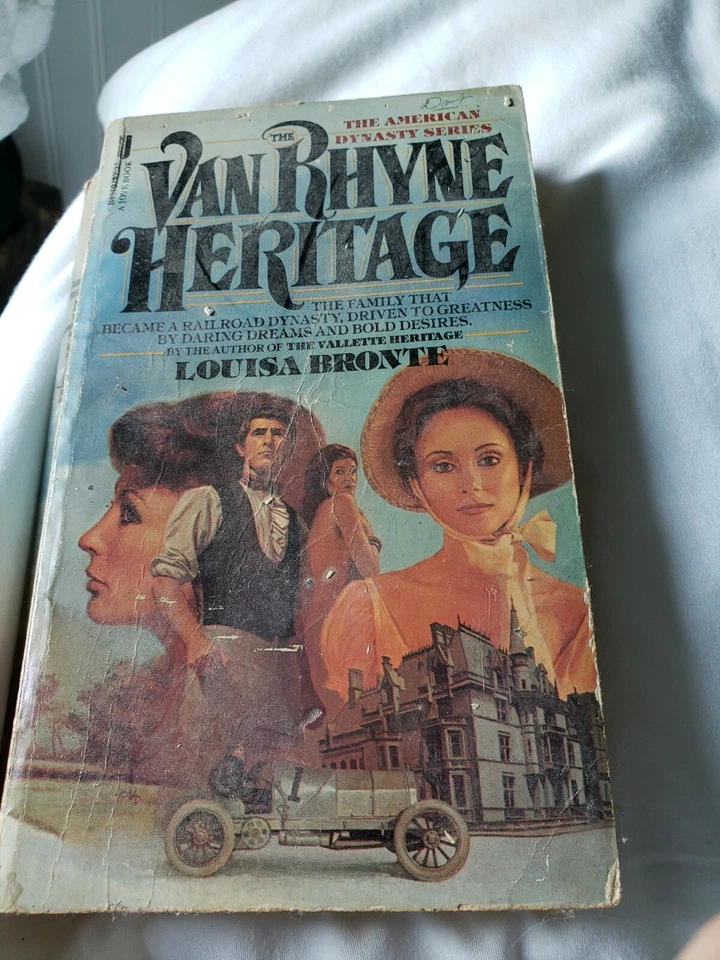 THE AMERICAN
DYNASTY SERIES
THE
VAN RHYNE
HERITAGE
THE FAMILY THAT
BECAME A RAILROAD DYNASTY, DRIVEN TO GREATNESS
BY DARING DREAMS AND BOLD DESIRES.
BY THE AUTHOR OF THE VALLETTE HERITAGE
LOUISA BRONTE
A JOVE BOOK
1